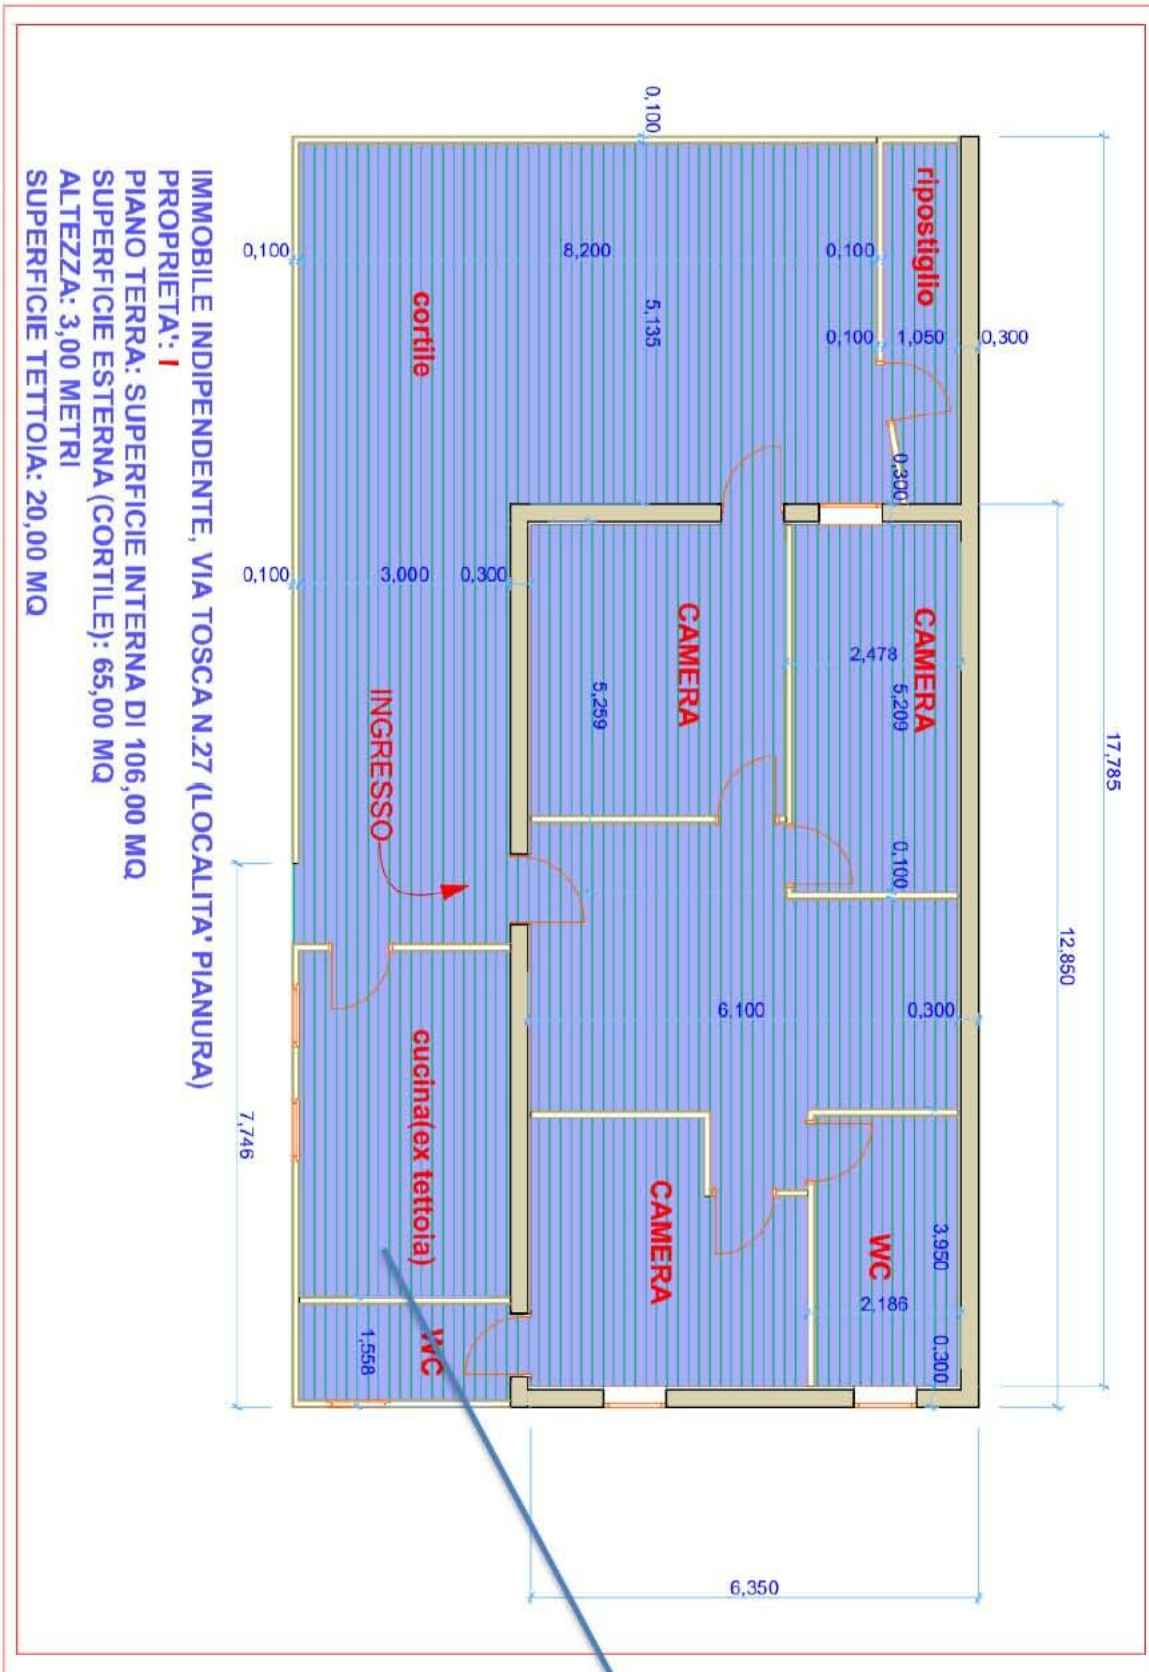 17,785
12,850
ripostiglio
0,300
1,050
0,100
0,100
0,300
CAMERA
2,478
5,209
0,100
0,300
3,950
WC
2,186
0,300
0,100
8,200
5,135
CAMERA
5,259
6,100
CAMERA
6,350
cortile
0,100
0,100
3,000
0,300
INGRESSO
cucina(ex tettoia)
WC
1,558
7,746
IMMOBILE INDIPENDENTE, VIA TOSCA N.27 (LOCALITA' PIANURA)
PROPRIETA': I
PIANO TERRA: SUPERFICIE INTERNA DI 106,00 MQ
SUPERFICIE ESTERNA (CORTILE): 65,00 MQ
ALTEZZA: 3,00 METRI
SUPERFICIE TETTOIA: 20,00 MQ